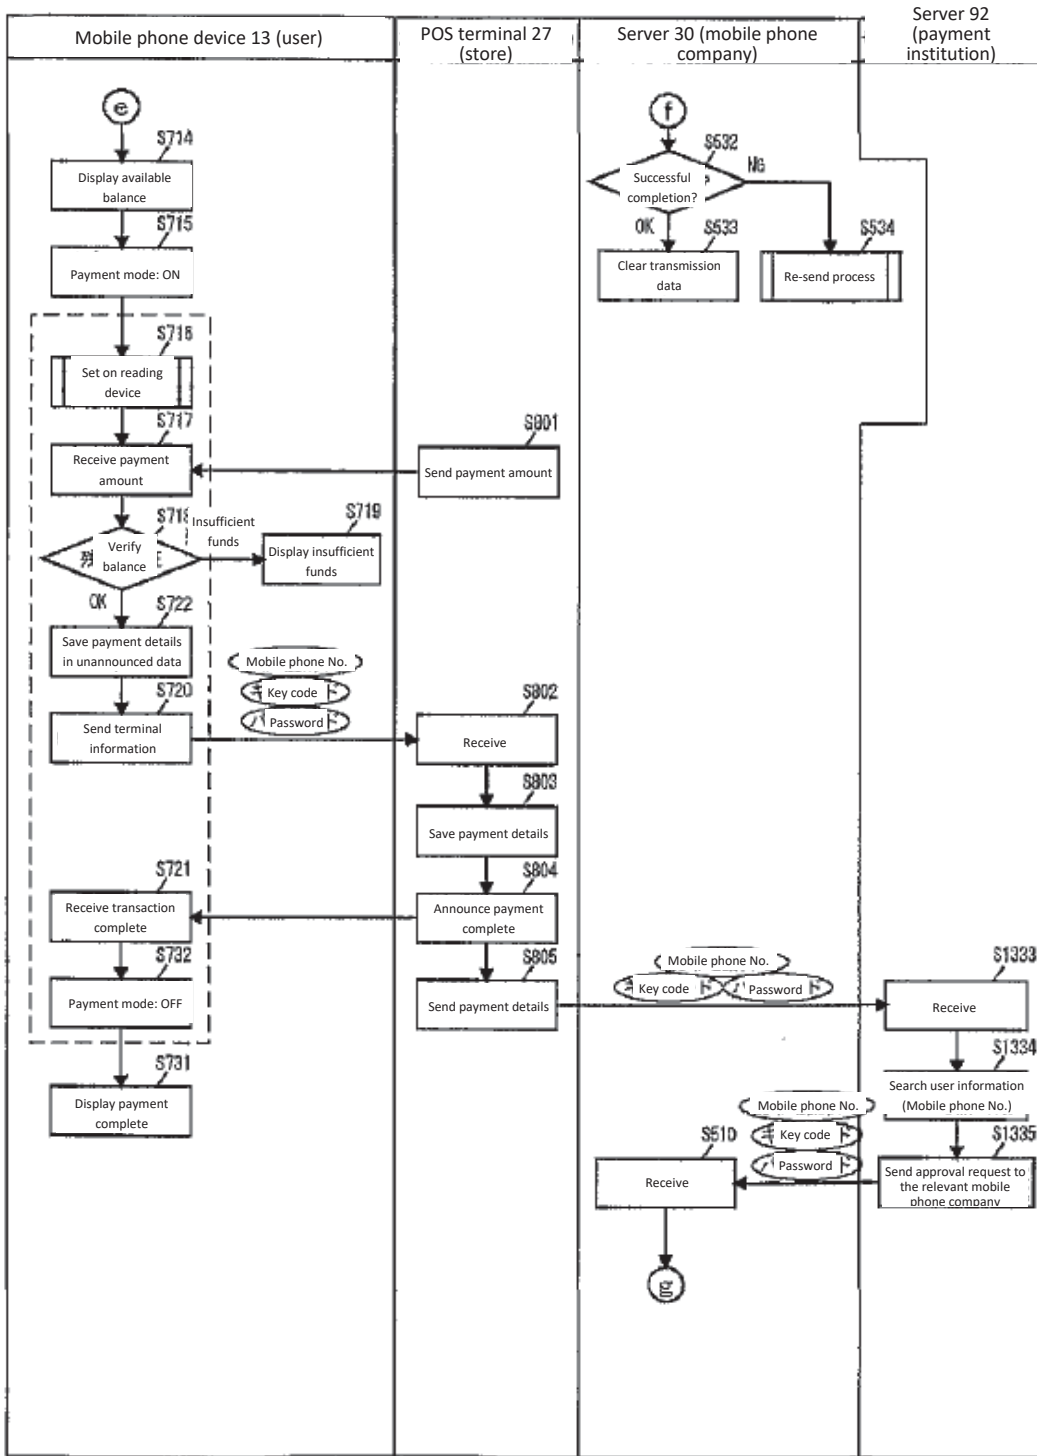 Mobile phone device 13 (user)
POS terminal 27
(store)
Server 30 (mobile phone
company)
Server 92
(payment
institution)
e
S714
Display available
balance
S715
Payment mode: ON
S716
Set on reading
device
S717
Receive payment
amount
S718
Verify
balance
Insufficient
funds
S719
Display insufficient
funds
OK
S722
Save payment details
in unannounced data
S720
Send terminal
information
Mobile phone No.
Key code
Password
S721
Receive transaction
complete
S732
Payment mode: OFF
S731
Display payment
complete
S801
Send payment amount
S802
Receive
S803
Save payment details
S804
Announce payment
complete
S805
Send payment details
f
S532
Successful
completion?
NG
OK
S533
Clear transmission
data
S534
Re-send process
Mobile phone No.
Key code
Password
S1333
Receive
S1334
Search user information
(Mobile phone No.)
S1335
Send approval request to
the relevant mobile
phone company
Mobile phone No.
Key code
Password
S510
Receive
g